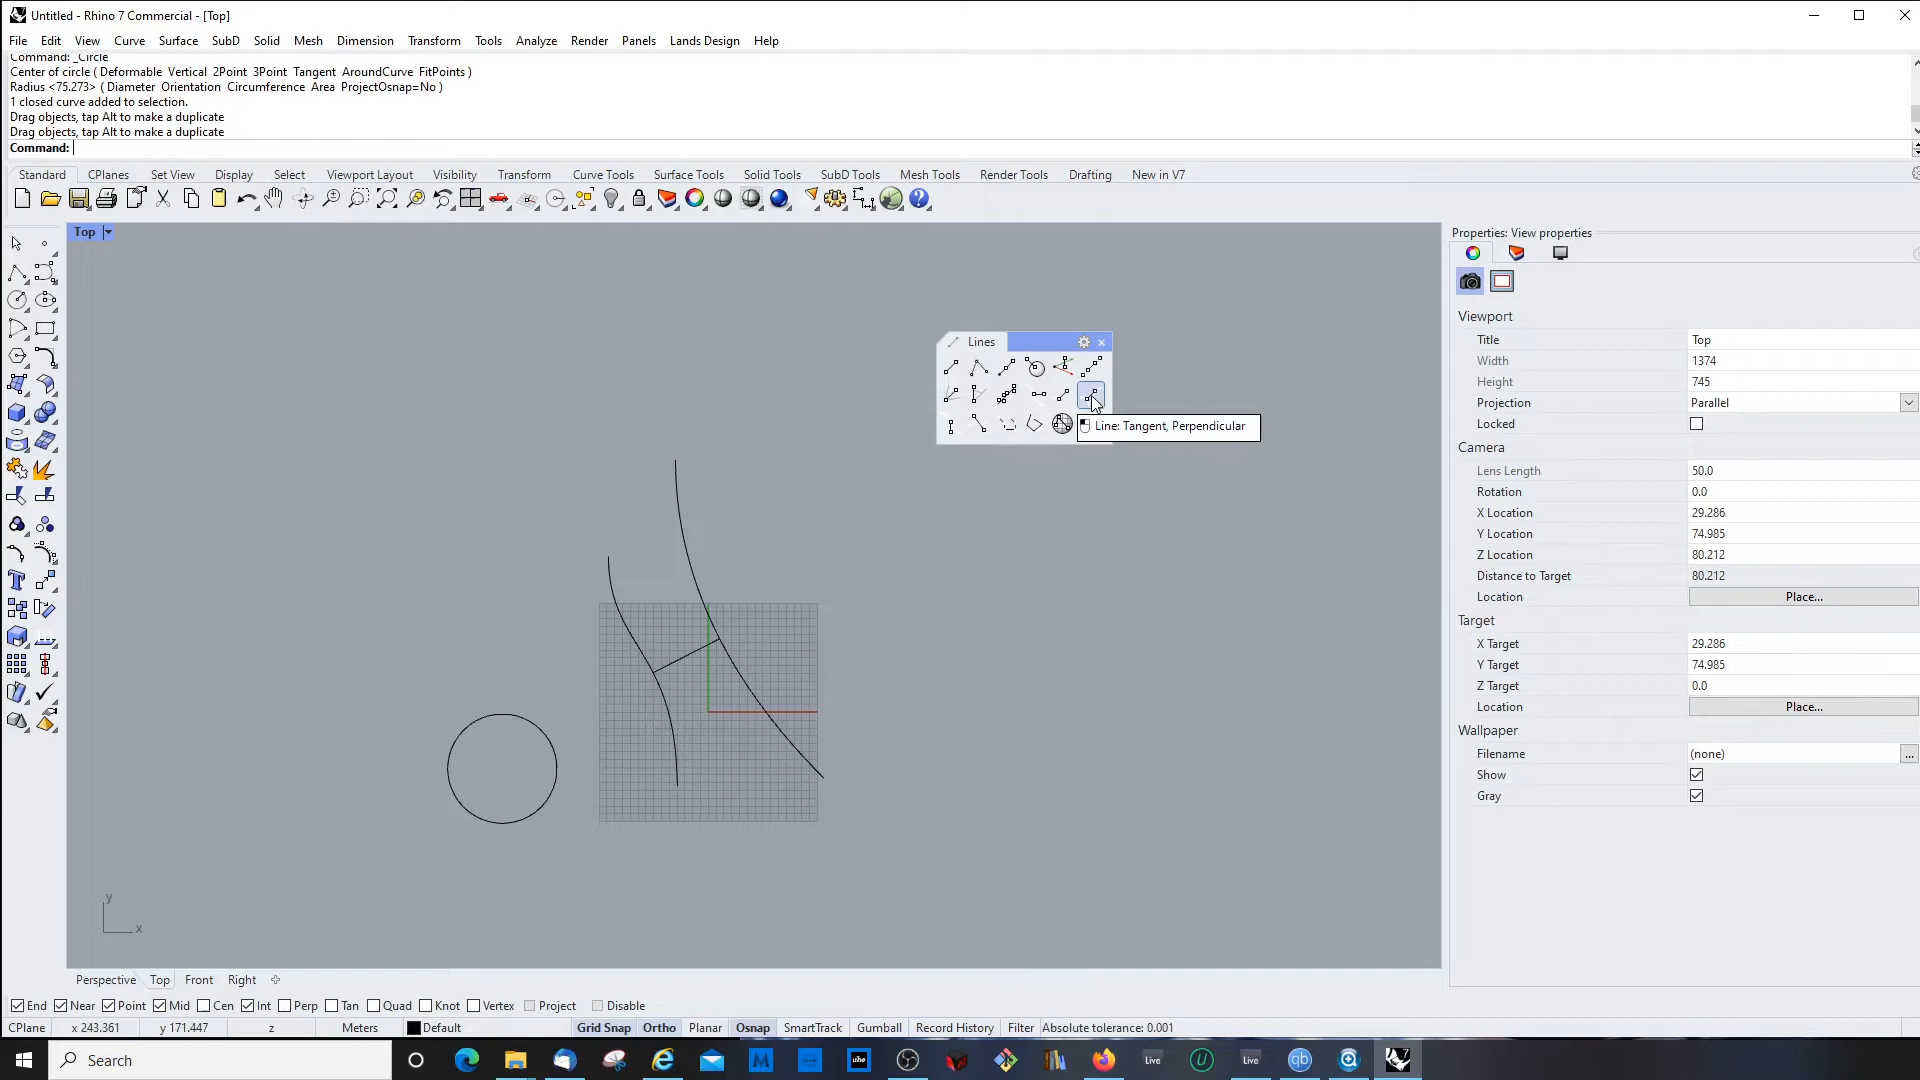 Untitled - Rhino 7 Commercial - [Top]
File Edit View Curve Surface SubD Solid Mesh Dimension Transform Tools Analyze Render Panels Lands Design Help
Command: _Circle
Center of circle ( Deformable Vertical 2Point 3Point Tangent AroundCurve FitPoints )
Radius <75.273> ( Diameter Orientation Circumference Area ProjectOsnap=No )
1 closed curve added to selection.
Drag objects, tap Alt to make a duplicate
Drag objects, tap Alt to make a duplicate
Command:
Standard CPlanes Set View Display Select Viewport Layout Visibility Transform Curve Tools Surface Tools Solid Tools SubD Tools Mesh Tools Render Tools Drafting New in V7
Top
Lines
Line: Tangent, Perpendicular
y
x
Properties: View properties
Viewport
Title Top
Width 1374
Height 745
Projection Parallel
Locked
Camera
Lens Length 50.0
Rotation 0.0
X Location 29.286
Y Location 74.985
Z Location 80.212
Distance to Target 80.212
Location Place...
Target
X Target 29.286
Y Target 74.985
Z Target 0.0
Location Place...
Wallpaper
Filename (none) ...
Show
Gray
Perspective Top Front Right
End Near Point Mid Cen Int Perp Tan Quad Knot Vertex Project Disable
CPlane x 243.361 y 171.447 z Meters Default Grid Snap Ortho Planar Osnap SmartTrack Gumball Record History Filter Absolute tolerance: 0.001
Search
uhe
Live
Live
qb
7